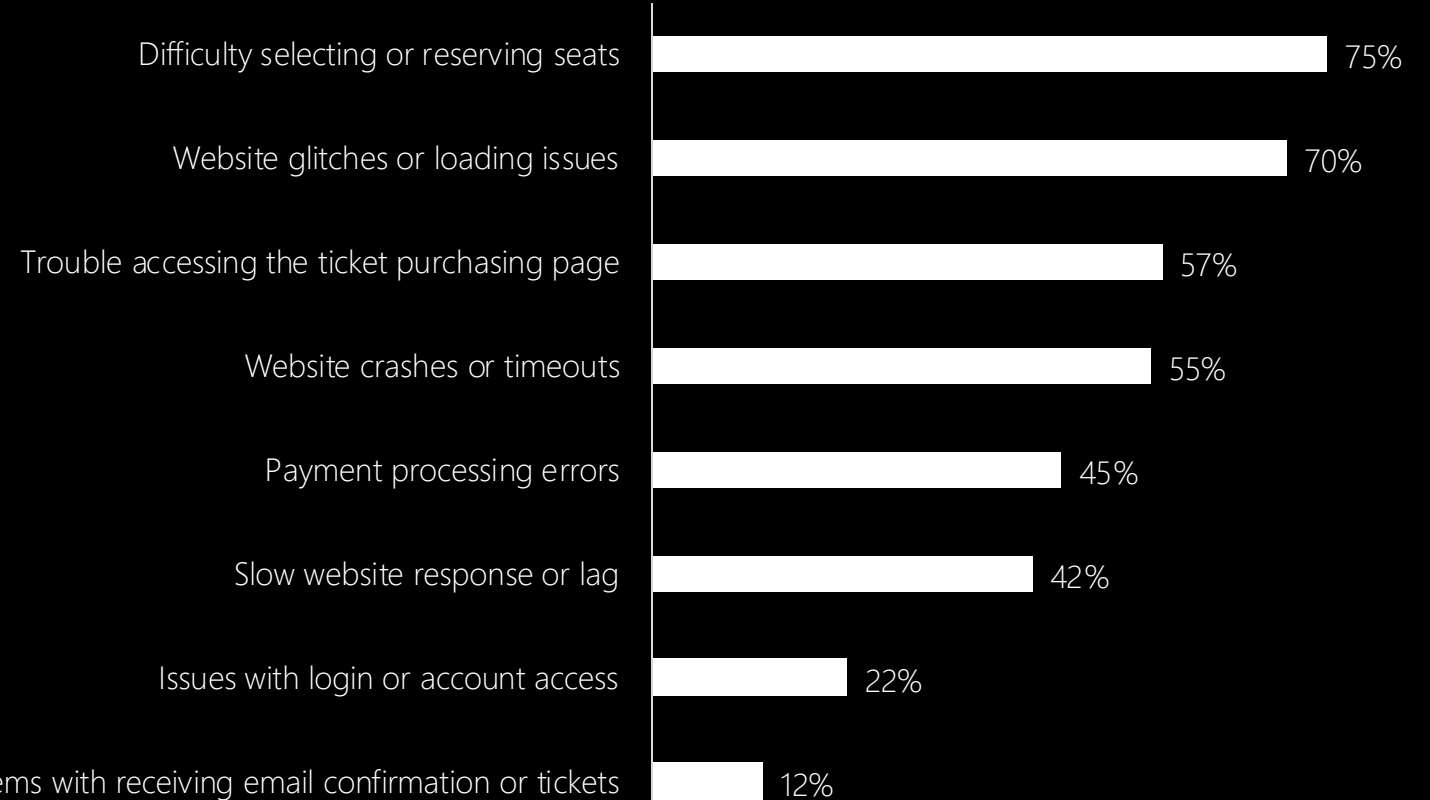 Difficulty selecting or reserving seats 75%
Website glitches or loading issues 70%
Trouble accessing the ticket purchasing page 57%
Website crashes or timeouts 55%
Payment processing errors 45%
Slow website response or lag 42%
Issues with login or account access 22%
with receiving email confirmation or tickets 12%